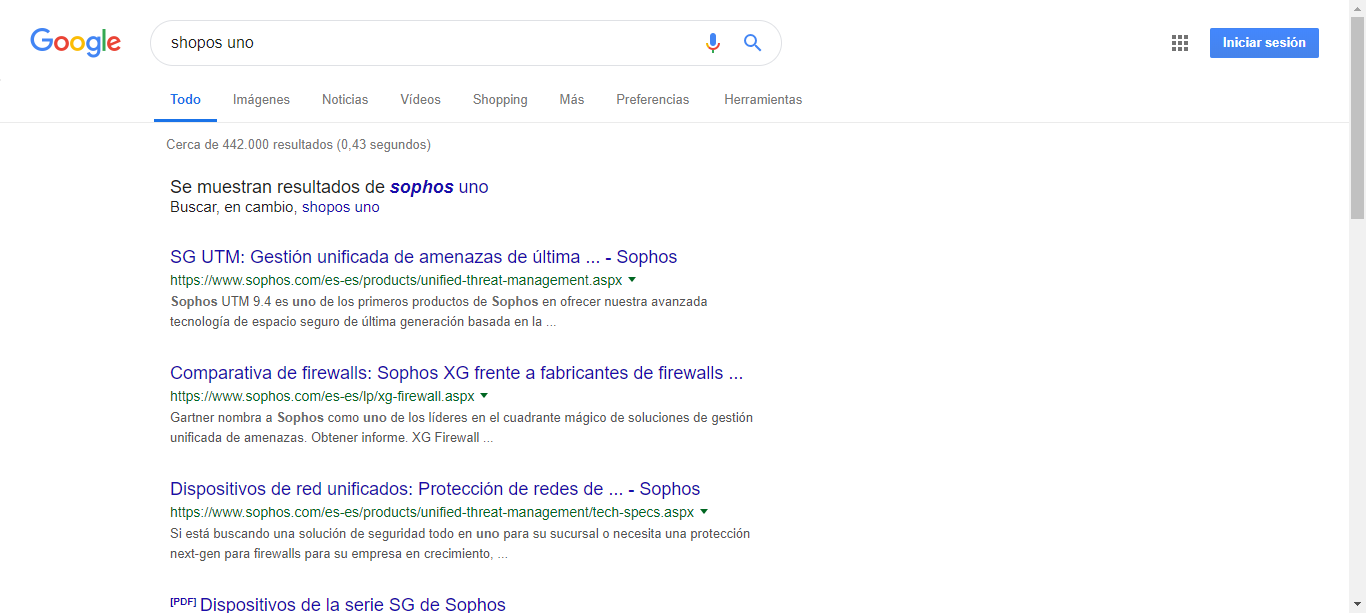 Google
shopos uno
Iniciar sesión
Todo Imágenes Noticias Vídeos Shopping Más Preferencias Herramientas
Cerca de 442.000 resultados (0,43 segundos)
Se muestran resultados de sophos uno
Buscar, en cambio, shopos uno
SG UTM: Gestión unificada de amenazas de última ... - Sophos
https://www.sophos.com/es-es/products/unified-threat-management.aspx
Sophos UTM 9.4 es uno de los primeros productos de Sophos en ofrecer nuestra avanzada
tecnología de espacio seguro de última generación basada en la ...
Comparativa de firewalls: Sophos XG frente a fabricantes de firewalls ...
https://www.sophos.com/es-es/lp/xg-firewall.aspx
Gartner nombra a Sophos como uno de los líderes en el cuadrante mágico de soluciones de gestión
unificada de amenazas. Obtener informe. XG Firewall ...
Dispositivos de red unificados: Protección de redes de ... - Sophos
https://www.sophos.com/es-es/products/unified-threat-management/tech-specs.aspx
Si está buscando una solución de seguridad todo en uno para su sucursal o necesita una protección
next-gen para firewalls para su empresa en crecimiento, ...
[PDF] Dispositivos de la serie SG de Sophos